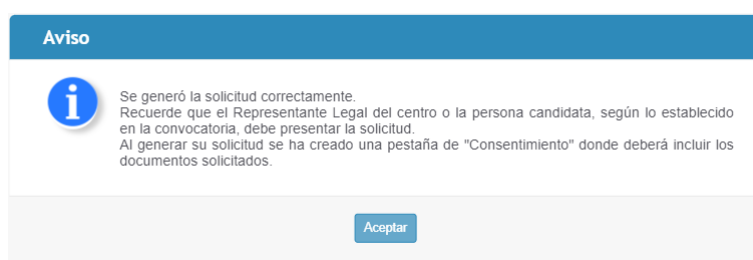 Aviso
Se generó la solicitud correctamente.
Recuerde que el Representante Legal del centro o la persona candidata, según lo establecido
en la convocatoria, debe presentar la solicitud.
Al generar su solicitud se ha creado una pestaña de "Consentimiento" donde deberá incluir los
documentos solicitados.
Aceptar